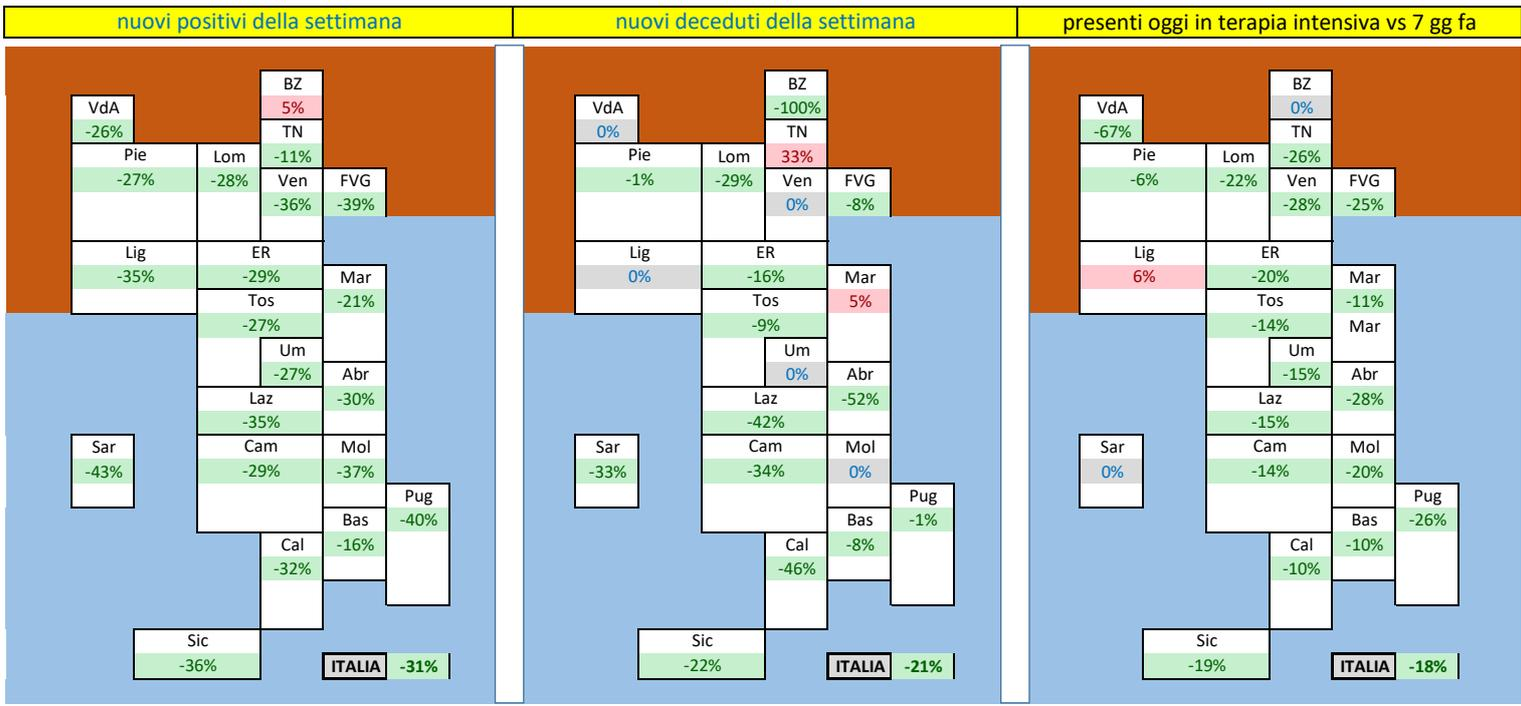 nuovi positivi della settimana
nuovi deceduti della settimana
presenti oggi in terapia intensiva vs 7 gg fa
BZ
VdA
5%
-26%
TN
Pie
Lom
-11%
-27%
-28%
Ven
FVG
-36%
-39%
Lig
ER
-35%
-29%
Mar
Tos
-21%
-27%
Um
-27%
Abr
Laz
-30%
-35%
Sar
Cam
Mol
-43%
-29%
-37%
Pug
Bas
-40%
Cal
-16%
-32%
Sic
-36%
ITALIA
-31%
BZ
VdA
-100%
0%
TN
Pie
Lom
33%
-1%
-29%
Ven
FVG
0%
-8%
Lig
ER
0%
-16%
Mar
Tos
5%
-9%
Um
0%
Abr
Laz
-52%
-42%
Sar
Cam
Mol
-33%
-34%
0%
Pug
Bas
-1%
Cal
-8%
-46%
Sic
-22%
ITALIA
-21%
BZ
VdA
0%
-67%
TN
Pie
Lom
-26%
-6%
-22%
Ven
FVG
-28%
-25%
Lig
ER
6%
-20%
Mar
Tos
-11%
-14%
Mar
Um
-15%
Abr
Laz
-28%
-15%
Sar
Cam
Mol
0%
-14%
-20%
Pug
Bas
-26%
Cal
-10%
-10%
Sic
-19%
ITALIA
-18%